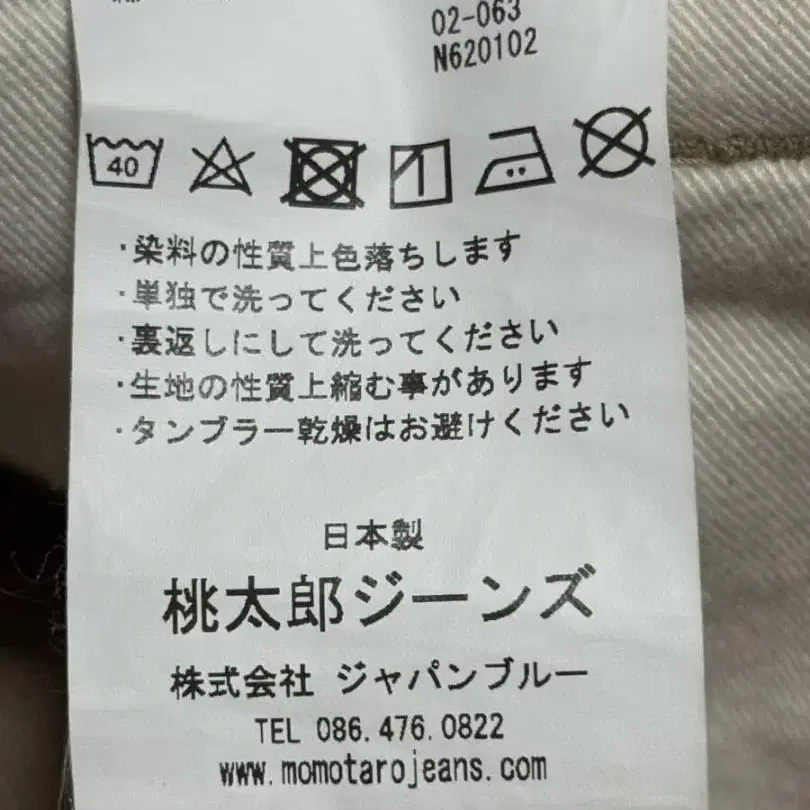 02-063
N620102
40
・染料の性質上色落ちします
・単独で洗ってください
・裏返しにして洗ってください
・生地の性質上縮む事があります
・タンブラー乾燥はお避けください
日本製
桃太郎ジーンズ
株式会社 ジャパンブルー
TEL 086.476.0822
www.momotarojeans.com